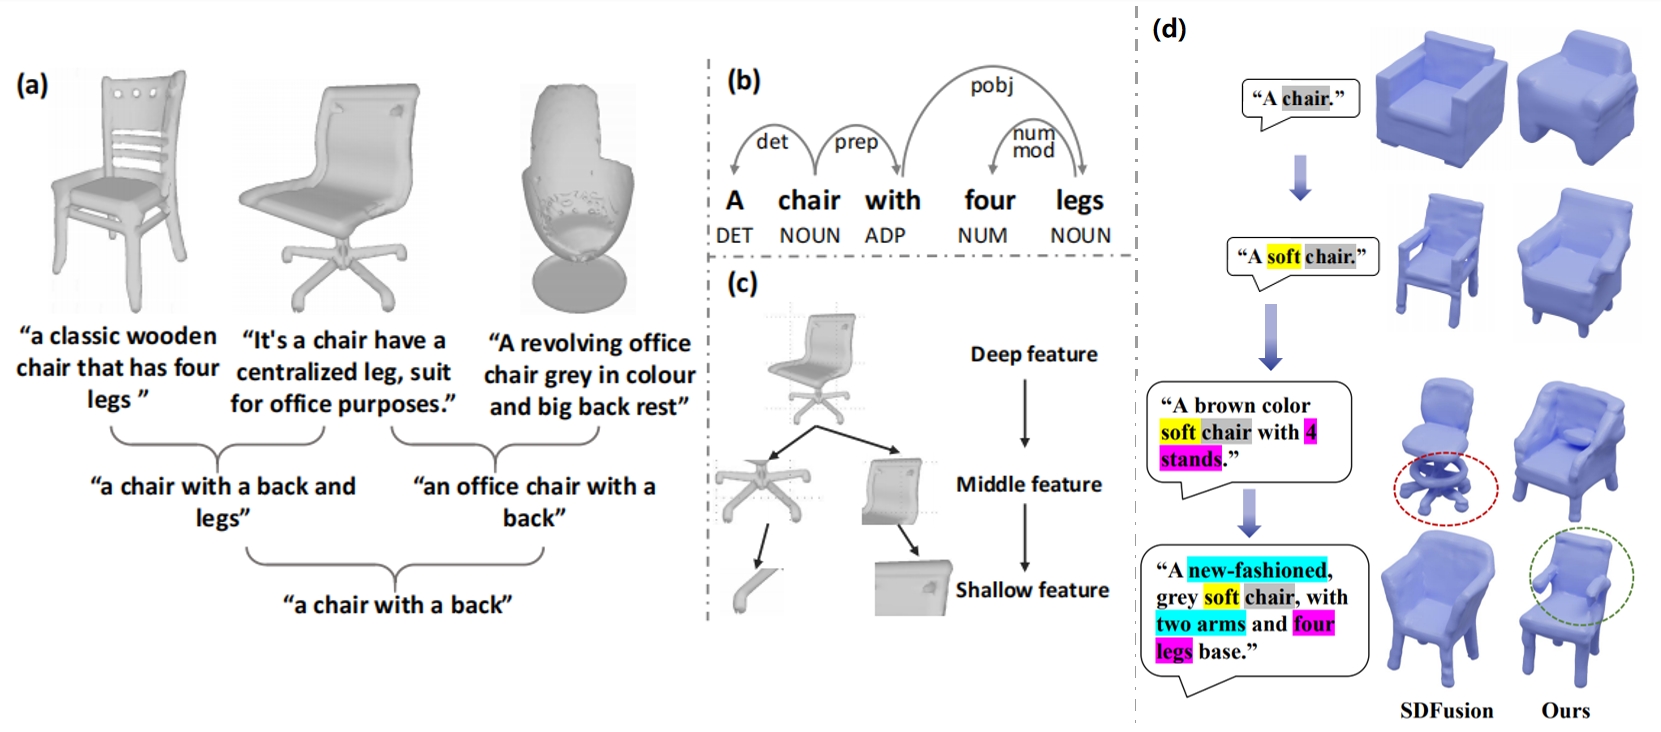 (a)
“a classic wooden
chair that has four
legs ”
“It's a chair have a
centralized leg, suit
for office purposes.”
“A revolving office
chair grey in colour
and big back rest”
“a chair with a back and
legs”
“an office chair with a
back”
“a chair with a back”
(b)
det
prep
pobj
num
mod
A chair with four legs
DET NOUN ADP NUM NOUN
(c)
Deep feature
Middle feature
Shallow feature
(d)
“A chair.”
“A soft chair.”
“A brown color
soft chair with 4
stands.”
“A new-fashioned,
grey soft chair, with
two arms and four
legs base.”
SDFusion
Ours